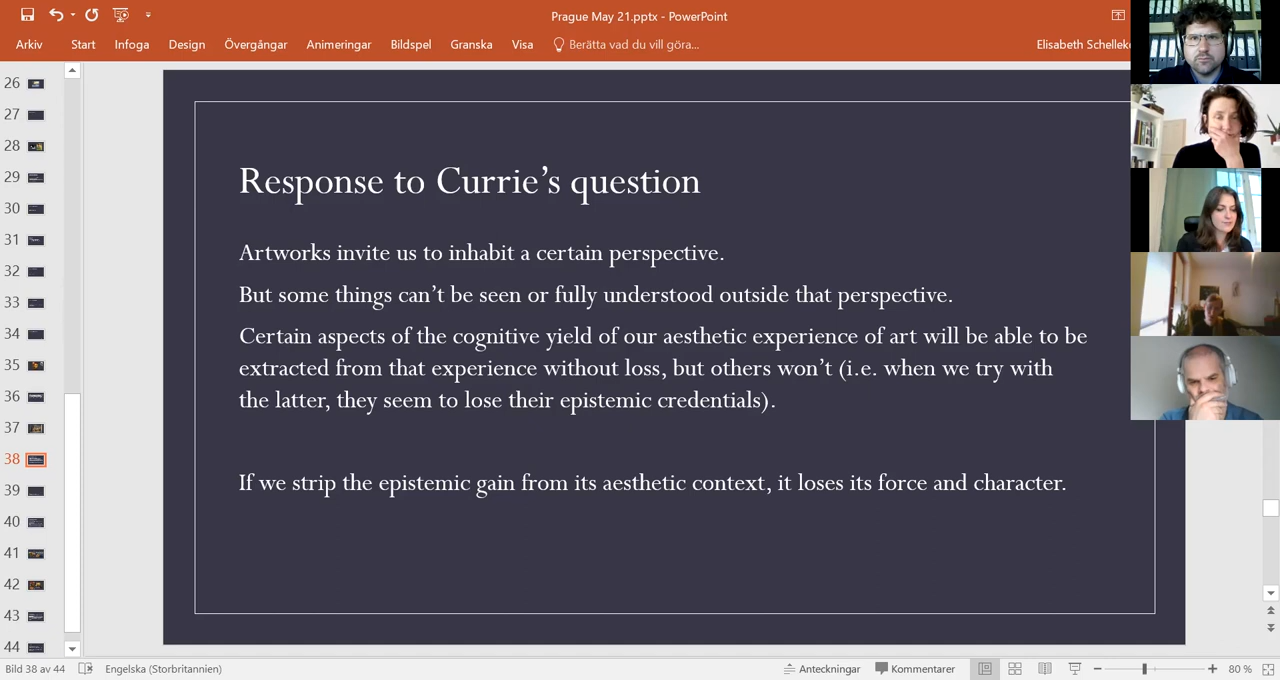 Prague May 21.pptx - PowerPoint
Arkiv Start Infoga Design Övergångar Animeringar Bildspel Granska Visa Berätta vad du vill göra...
26
27
28
29
30
31
32
33
34
35
36
37
38
39
40
41
42
43
44
Response to Currie’s question
Artworks invite us to inhabit a certain perspective.
But some things can’t be seen or fully understood outside that perspective.
Certain aspects of the cognitive yield of our aesthetic experience of art will be able to be
extracted from that experience without loss, but others won’t (i.e. when we try with
the latter, they seem to lose their epistemic credentials).
If we strip the epistemic gain from its aesthetic context, it loses its force and character.
Elisabeth Schelleke
Bild 38 av 44 Engelska (Storbritannien) Anteckningar Kommentarer 80 %